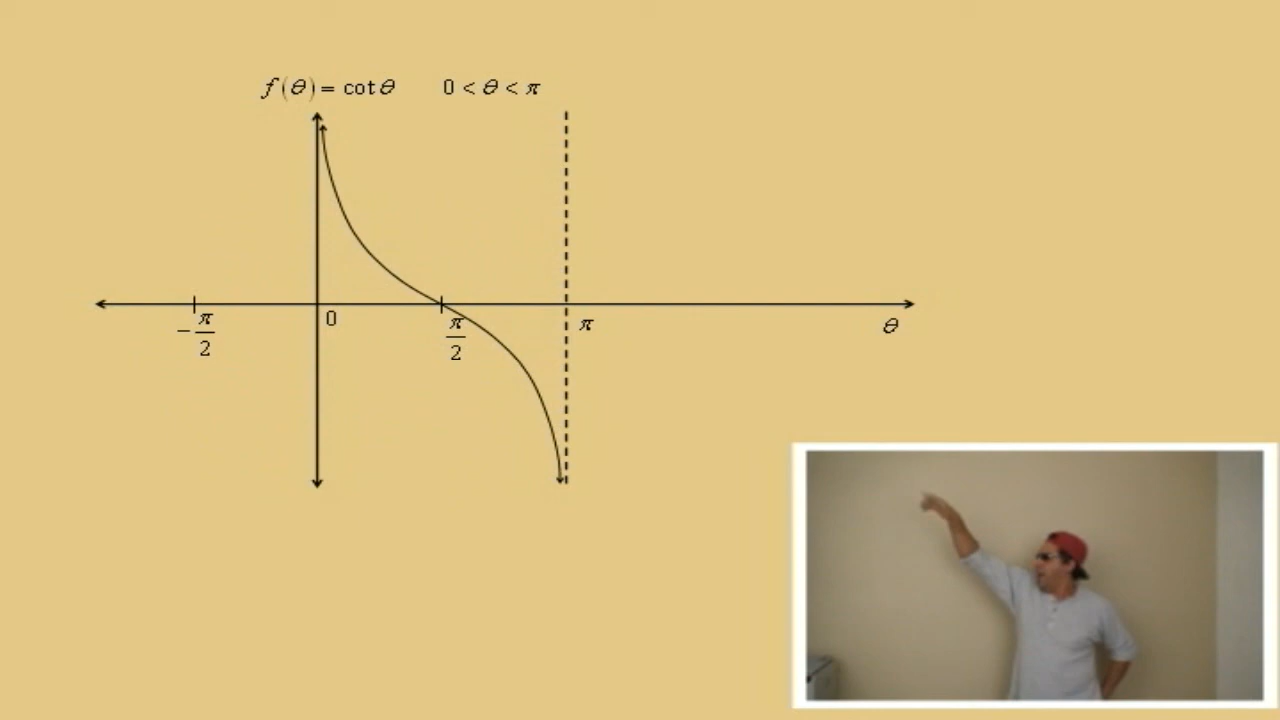 f(θ) = cot θ 0 < θ < π
−π/2
0
π/2
π
θ